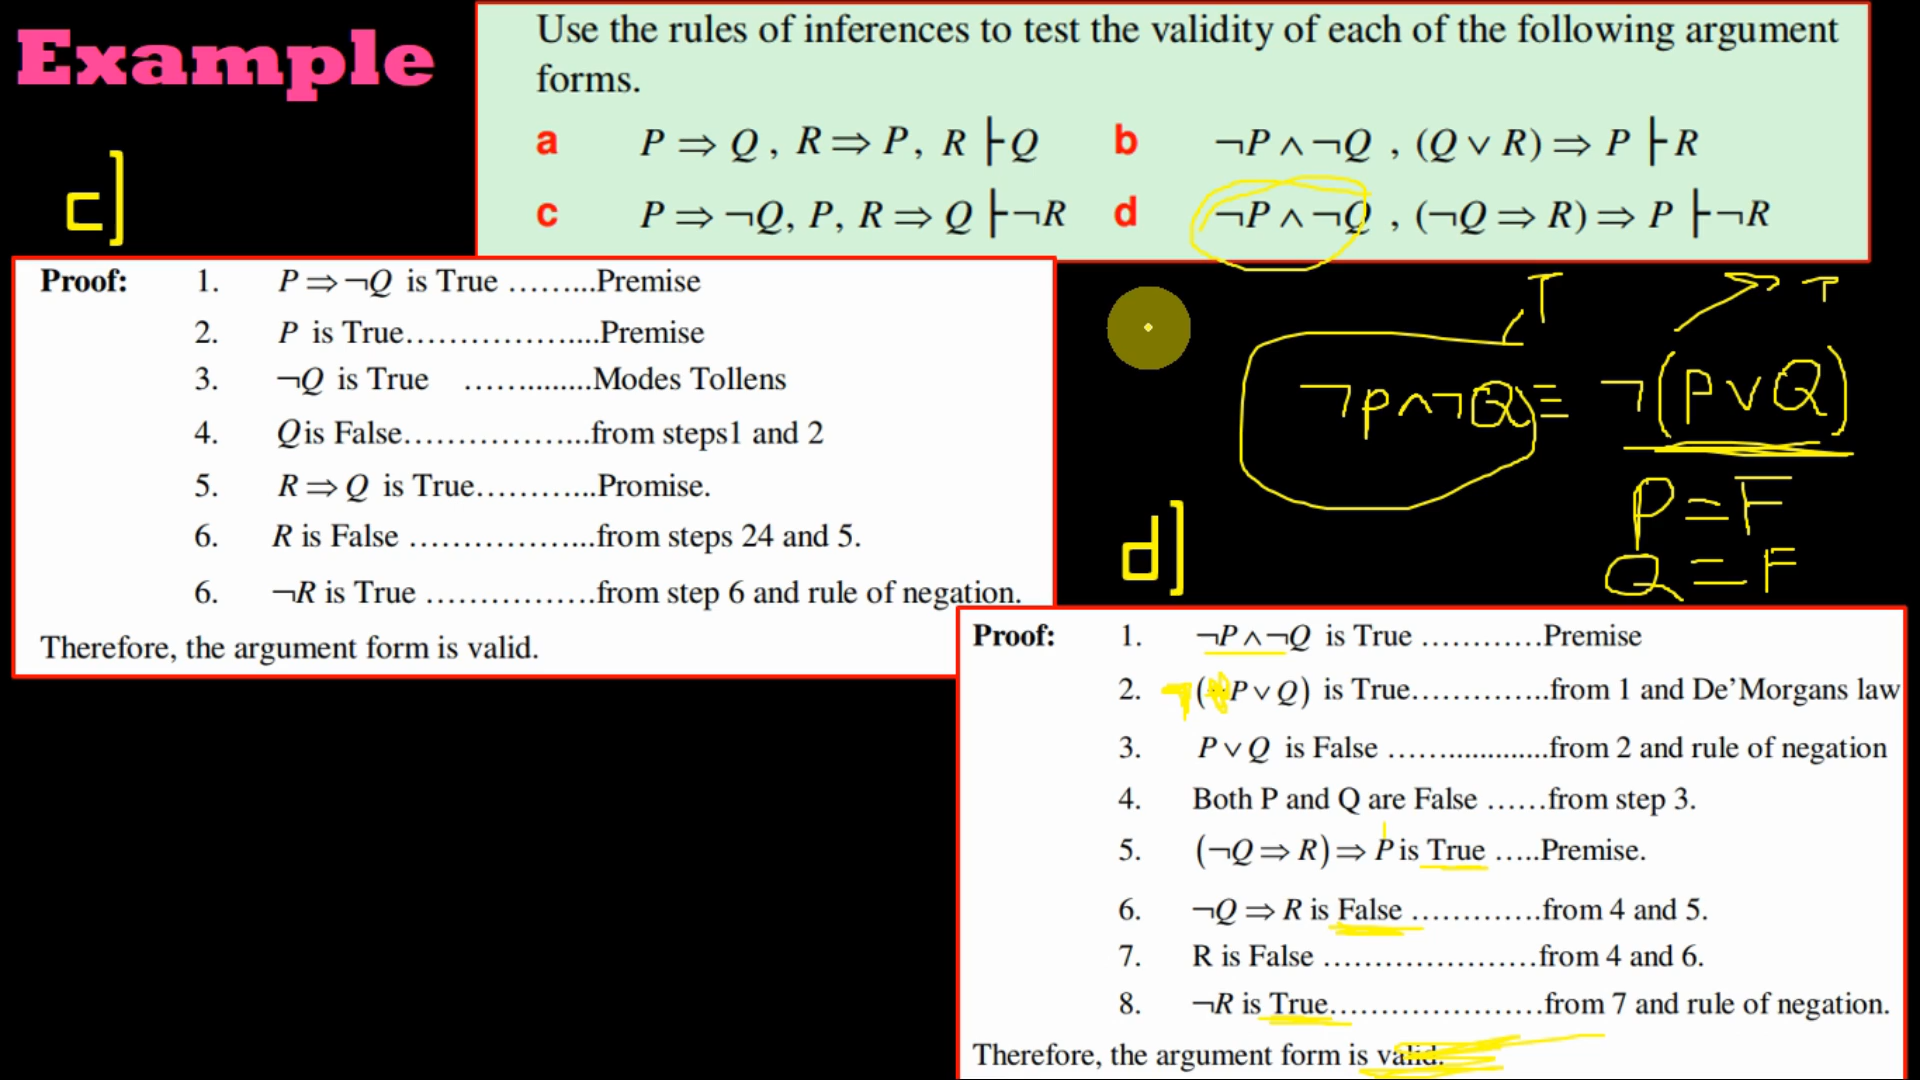 Example
Use the rules of inferences to test the validity of each of the following argument
forms.
a P ⇒ Q , R ⇒ P, R ├ Q b ¬P ∧ ¬Q , (Q ∨ R) ⇒ P ├ R
c P ⇒ ¬Q, P, R ⇒ Q ├ ¬R d ¬P ∧ ¬Q , (¬Q ⇒ R) ⇒ P ├ ¬R
c]
Proof: 1. P ⇒ ¬Q is True .........Premise
2. P is True.....................Premise
3. ¬Q is True ..............Modes Tollens
4. Q is False.....................from steps1 and 2
5. R ⇒ Q is True..............Promise.
6. R is False .....................from steps 24 and 5.
6. ¬R is True ..................from step 6 and rule of negation.
Therefore, the argument form is valid.
T T
¬P∧¬Q) ≡ ¬(P∨Q)
P=F
Q=F
d]
Proof: 1. ¬P ∧ ¬Q is True ............Premise
2. ¬(P ∨ Q) is True..............from 1 and De’Morgans law
3. P ∨ Q is False ..................from 2 and rule of negation
4. Both P and Q are False ......from step 3.
5. (¬Q ⇒ R) ⇒ P is True .....Premise.
6. ¬Q ⇒ R is False .............from 4 and 5.
7. R is False .....................from 4 and 6.
8. ¬R is True.....................from 7 and rule of negation.
Therefore, the argument form is valid.